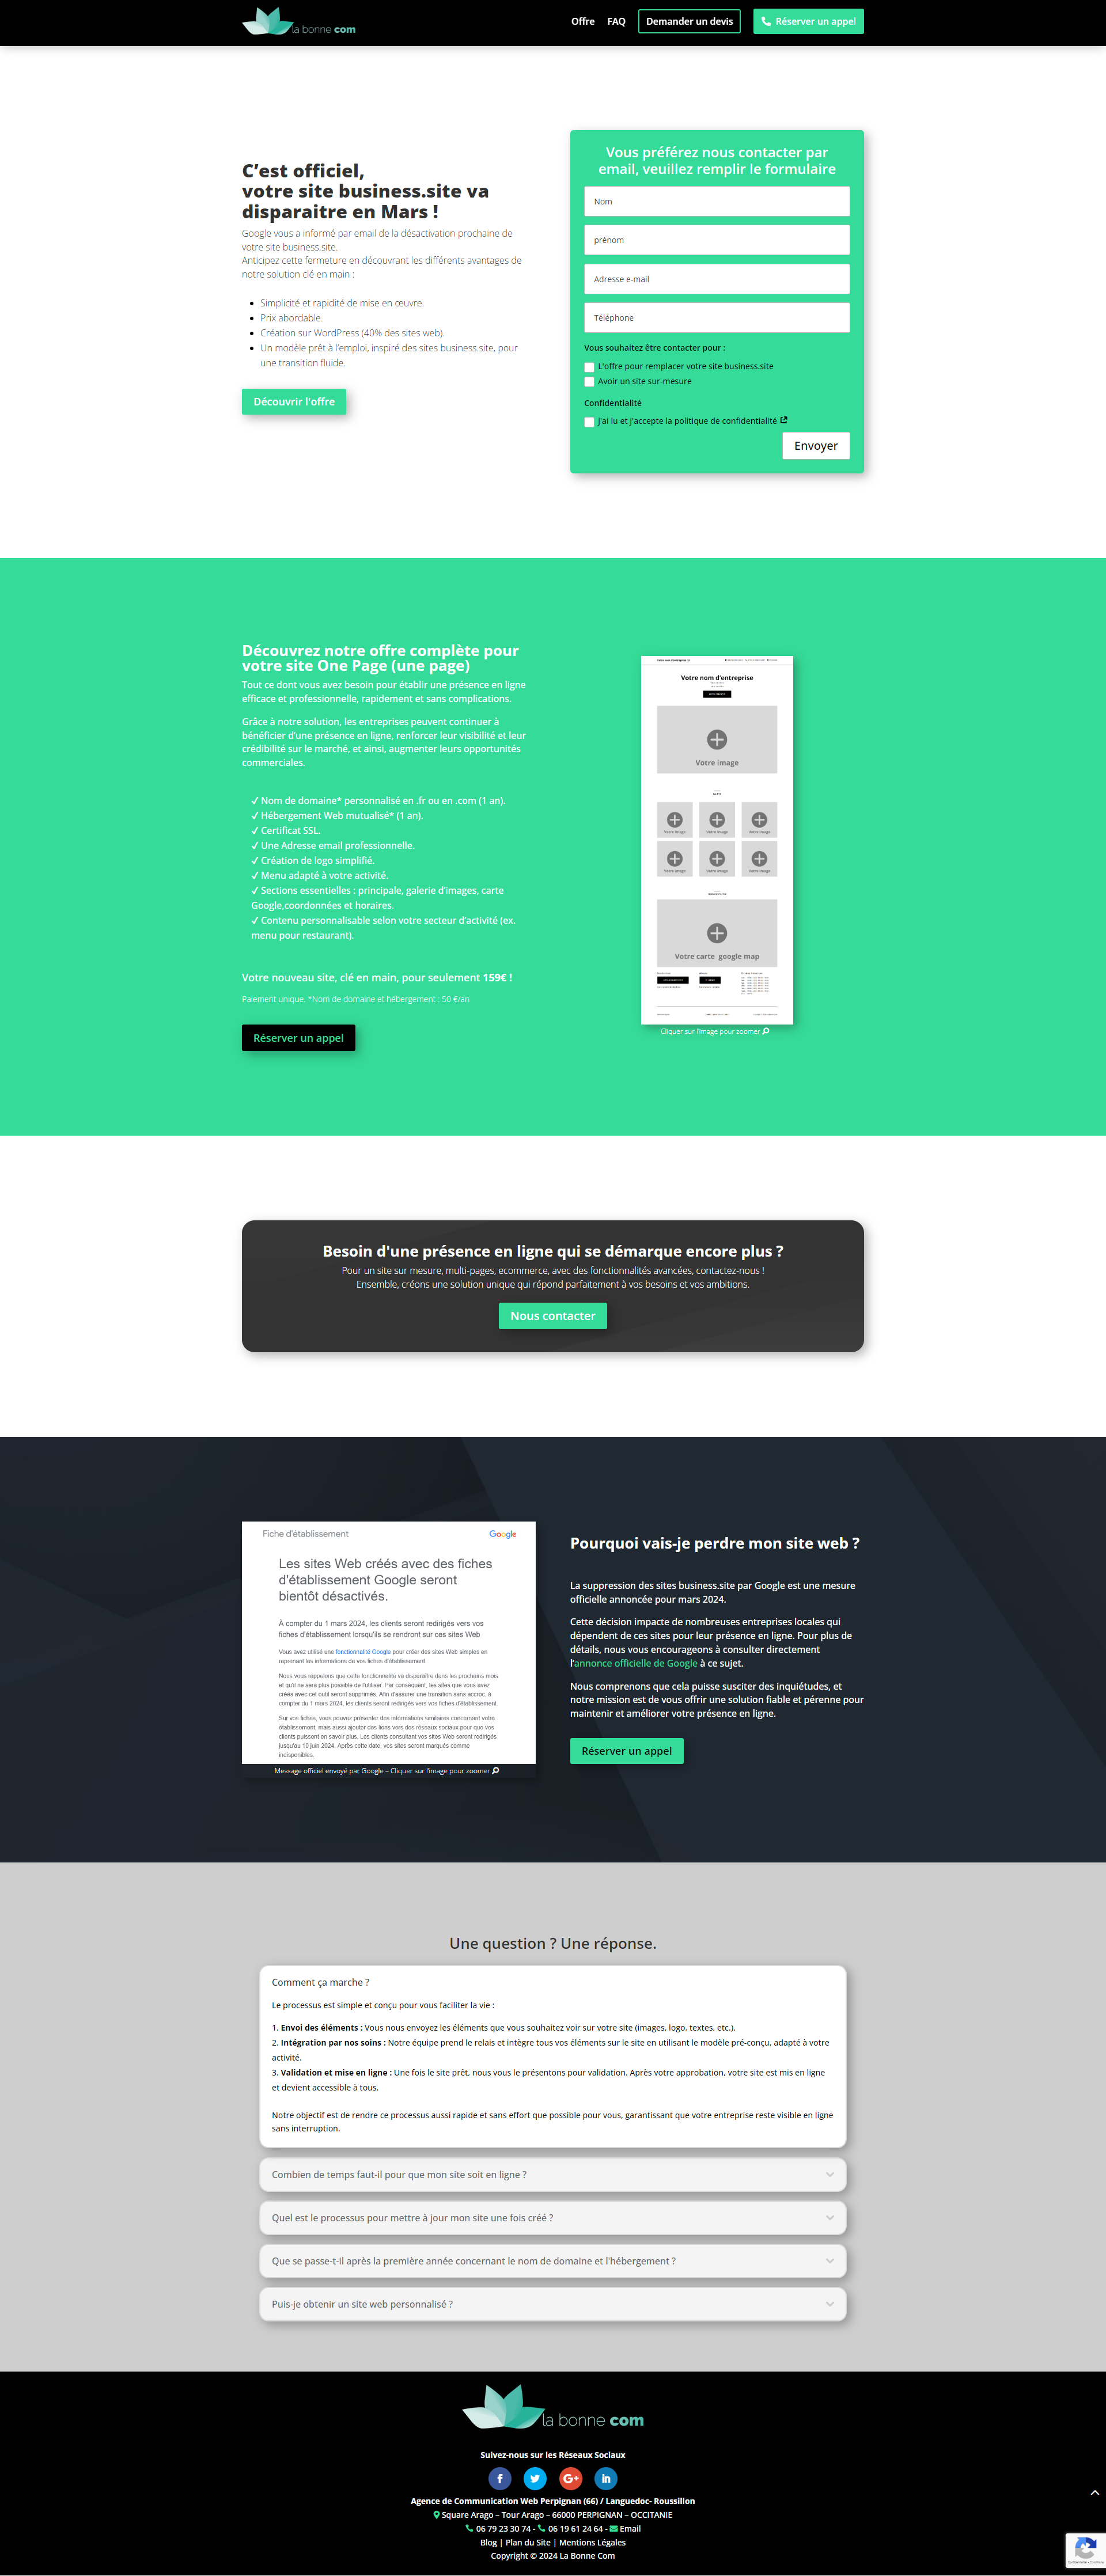 la bonne com
Offre
FAQ
Demander un devis
Réserver un appel
C’est officiel,
votre site business.site va
disparaitre en Mars !
Google vous a informé par email de la désactivation prochaine de
votre site business.site.
Anticipez cette fermeture en découvrant les différents avantages de
notre solution clé en main :
Simplicité et rapidité de mise en œuvre.
Prix abordable.
Création sur WordPress (40% des sites web).
Un modèle prêt à l’emploi, inspiré des sites business.site, pour
une transition fluide.
Découvrir l'offre
Vous préférez nous contacter par
email, veuillez remplir le formulaire
Nom
prénom
Adresse e-mail
Téléphone
Vous souhaitez être contacter pour :
L'offre pour remplacer votre site business.site
Avoir un site sur-mesure
Confidentialité
J'ai lu et j'accepte la politique de confidentialité
Envoyer
Découvrez notre offre complète pour
votre site One Page (une page)
Tout ce dont vous avez besoin pour établir une présence en ligne
efficace et professionnelle, rapidement et sans complications.
Grâce à notre solution, les entreprises peuvent continuer à
bénéficier d’une présence en ligne, renforcer leur visibilité et leur
crédibilité sur le marché, et ainsi, augmenter leurs opportunités
commerciales.
✓ Nom de domaine* personnalisé en .fr ou en .com (1 an).
✓ Hébergement Web mutualisé* (1 an).
✓ Certificat SSL.
✓ Une Adresse email professionnelle.
✓ Création de logo simplifié.
✓ Menu adapté à votre activité.
✓ Sections essentielles : principale, galerie d’images, carte
Google,coordonnées et horaires.
✓ Contenu personnalisable selon votre secteur d’activité (ex.
menu pour restaurant).
Votre nouveau site, clé en main, pour seulement 159€ !
Paiement unique. *Nom de domaine et hébergement : 50 €/an
Réserver un appel
Votre nom d'entreprise
Votre image
Votre image
Votre image
Votre image
Votre image
Votre image
Votre image
Votre carte google map
Cliquer sur l’image pour zoomer
Besoin d'une présence en ligne qui se démarque encore plus ?
Pour un site sur mesure, multi-pages, ecommerce, avec des fonctionnalités avancées, contactez-nous !
Ensemble, créons une solution unique qui répond parfaitement à vos besoins et vos ambitions.
Nous contacter
Fiche d'établissement
Google
Les sites Web créés avec des fiches
d'établissement Google seront
bientôt désactivés.
À compter du 1 mars 2024, les clients seront redirigés vers vos
fiches d'établissement lorsqu'ils se rendront sur ces sites Web
Vous avez utilisé une fonctionnalité Google pour créer des sites Web simples en
reprenant les informations de vos fiches d'établissement.
Nous vous rappelons que cette fonctionnalité va disparaître dans les prochains mois
et qu'il ne sera plus possible de l'utiliser. Par conséquent, les sites que vous avez
créés avec cet outil seront supprimés. Afin d'assurer une transition sans accroc, à
compter du 1 mars 2024, les clients seront redirigés vers vos fiches d'établissement.
Sur vos fiches, vous pouvez présenter des informations similaires concernant votre
établissement, mais aussi ajouter des liens vers des réseaux sociaux pour que vos
clients puissent en savoir plus. Les clients consultant vos sites Web seront redirigés
jusqu'au 10 juin 2024. Après cette date, vos sites seront marqués comme
indisponibles.
Message officiel envoyé par Google – Cliquer sur l’image pour zoomer
Pourquoi vais-je perdre mon site web ?
La suppression des sites business.site par Google est une mesure
officielle annoncée pour mars 2024.
Cette décision impacte de nombreuses entreprises locales qui
dépendent de ces sites pour leur présence en ligne. Pour plus de
détails, nous vous encourageons à consulter directement
l’annonce officielle de Google à ce sujet.
Nous comprenons que cela puisse susciter des inquiétudes, et
notre mission est de vous offrir une solution fiable et pérenne pour
maintenir et améliorer votre présence en ligne.
Réserver un appel
Une question ? Une réponse.
Comment ça marche ?
Le processus est simple et conçu pour vous faciliter la vie :
1. Envoi des éléments : Vous nous envoyez les éléments que vous souhaitez voir sur votre site (images, logo, textes, etc.).
2. Intégration par nos soins : Notre équipe prend le relais et intègre tous vos éléments sur le site en utilisant le modèle pré-conçu, adapté à votre
activité.
3. Validation et mise en ligne : Une fois le site prêt, nous vous le présentons pour validation. Après votre approbation, votre site est mis en ligne
et devient accessible à tous.
Notre objectif est de rendre ce processus aussi rapide et sans effort que possible pour vous, garantissant que votre entreprise reste visible en ligne
sans interruption.
Combien de temps faut-il pour que mon site soit en ligne ?
Quel est le processus pour mettre à jour mon site une fois créé ?
Que se passe-t-il après la première année concernant le nom de domaine et l'hébergement ?
Puis-je obtenir un site web personnalisé ?
la bonne com
Suivez-nous sur les Réseaux Sociaux
Agence de Communication Web Perpignan (66) / Languedoc- Roussillon
Square Arago – Tour Arago – 66000 PERPIGNAN – OCCITANIE
06 79 23 30 74 - 06 19 61 24 64 - Email
Blog | Plan du Site | Mentions Légales
Copyright © 2024 La Bonne Com